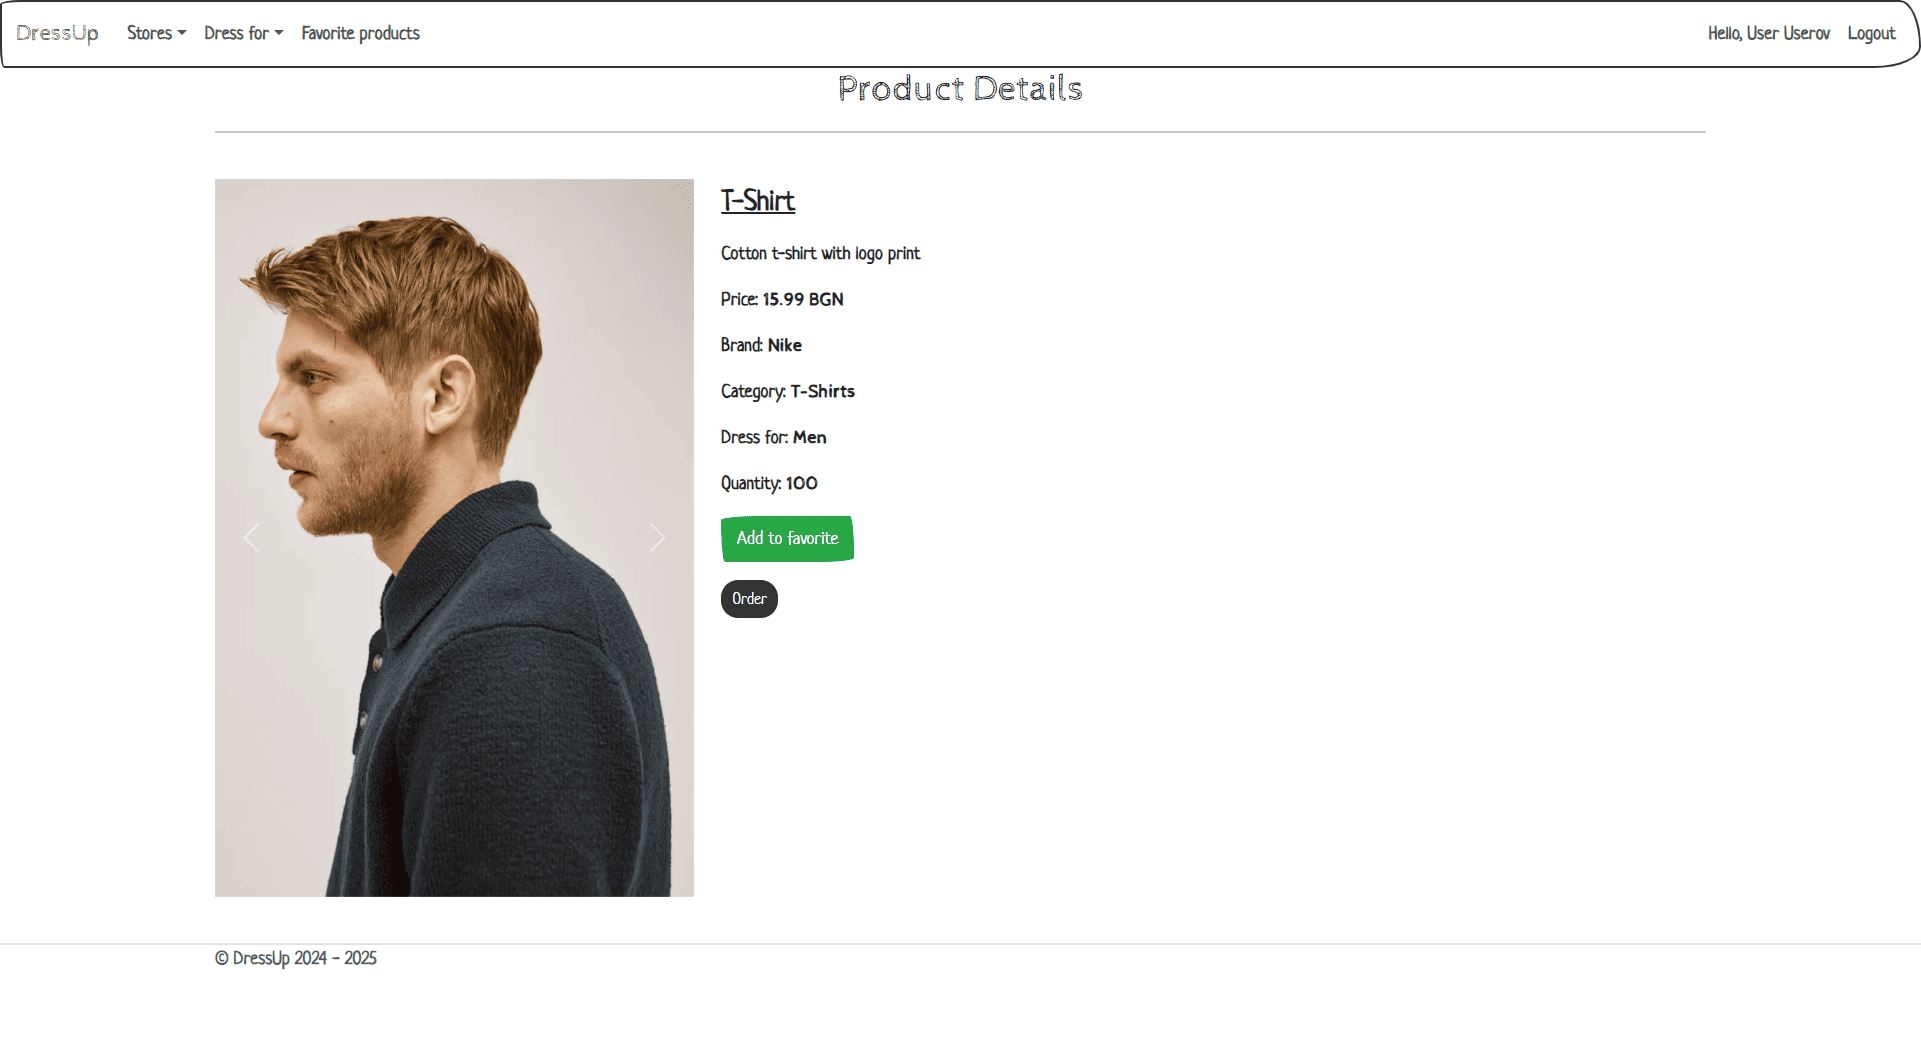 DressUp Stores Dress for Favorite products Hello, User Userov Logout
Product Details
T-Shirt
Cotton t-shirt with logo print
Price: 15.99 BGN
Brand: Nike
Category: T-Shirts
Dress for: Men
Quantity: 100
Add to favorite
Order
© DressUp 2024 - 2025